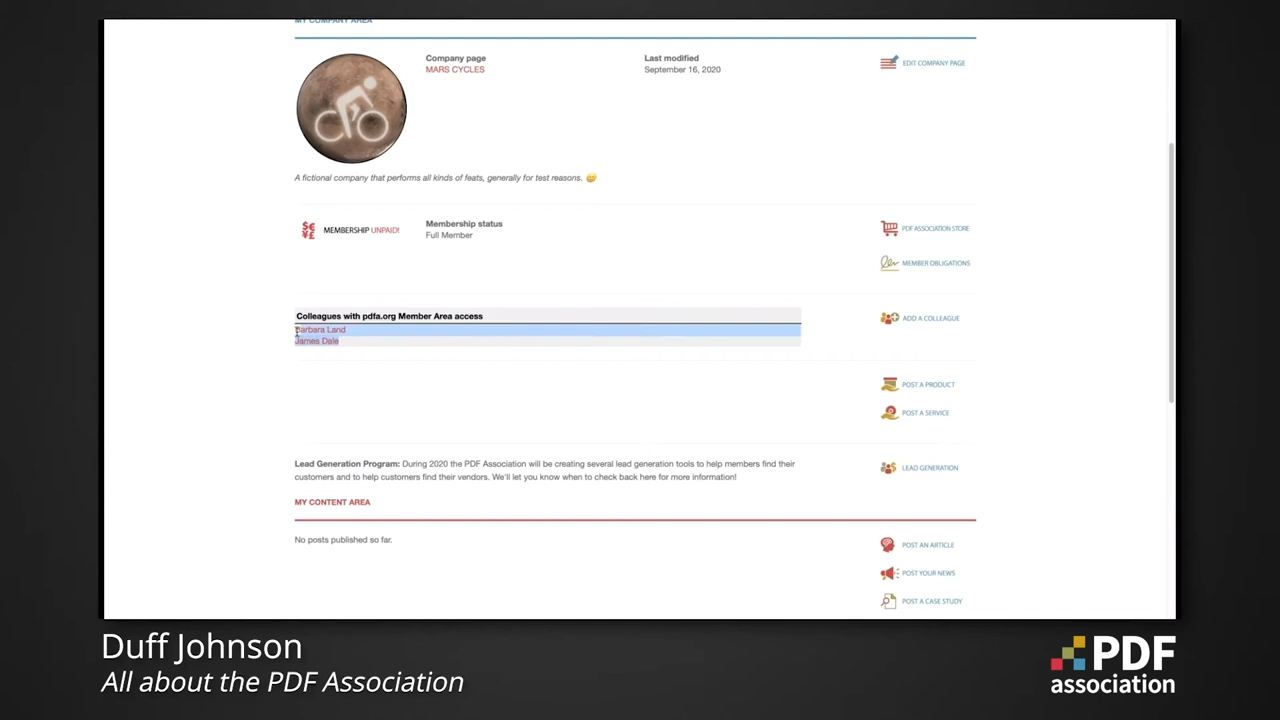 MY COMPANY AREA
Company page
MARS CYCLES
Last modified
September 16, 2020
EDIT COMPANY PAGE
A fictional company that performs all kinds of feats, generally for test reasons. 😅
MEMBERSHIP UNPAID!
Membership status
Full Member
PDF ASSOCIATION STORE
MEMBER OBLIGATIONS
Colleagues with pdfa.org Member Area access
Barbara Land
James Dale
ADD A COLLEAGUE
POST A PRODUCT
POST A SERVICE
Lead Generation Program: During 2020 the PDF Association will be creating several lead generation tools to help members find their
customers and to help customers find their vendors. We'll let you know when to check back here for more information!
LEAD GENERATION
MY CONTENT AREA
No posts published so far.
POST AN ARTICLE
POST YOUR NEWS
POST A CASE STUDY
Duff Johnson
All about the PDF Association
PDF
association